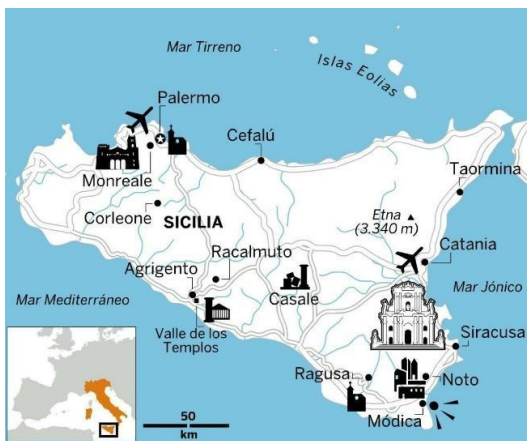 Mar Tirreno
Islas Eolias
Palermo
Cefalú
Monreale
Taormina
Corleone
SICILIA
Etna
(3.340 m)
Racalmuto
Catania
Agrigento
Casale
Mar Mediterráneo
Mar Jónico
Valle de los
Templos
Siracusa
Ragusa
Noto
Módica
50
km